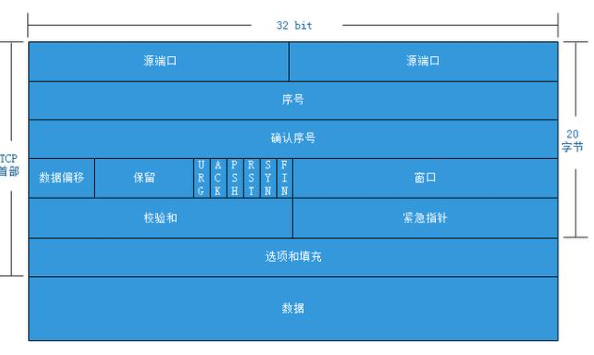 32 bit
源端口 源端口
序号
确认序号
TCP
首部
20
字节
数据偏移 保留 URG ACK PSH RST SYN FIN 窗口
校验和 紧急指针
选项和填充
数据